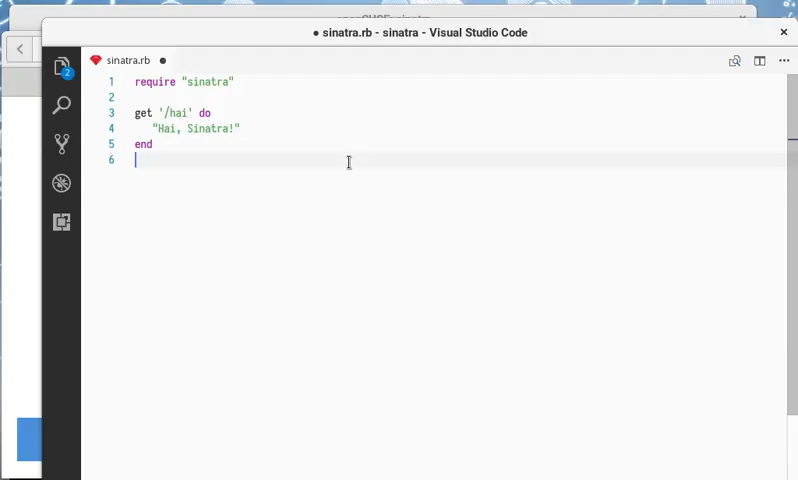 ● sinatra.rb - sinatra - Visual Studio Code
sinatra.rb ●
2
1 require "sinatra"
2
3 get '/hai' do
4 "Hai, Sinatra!"
5 end
6